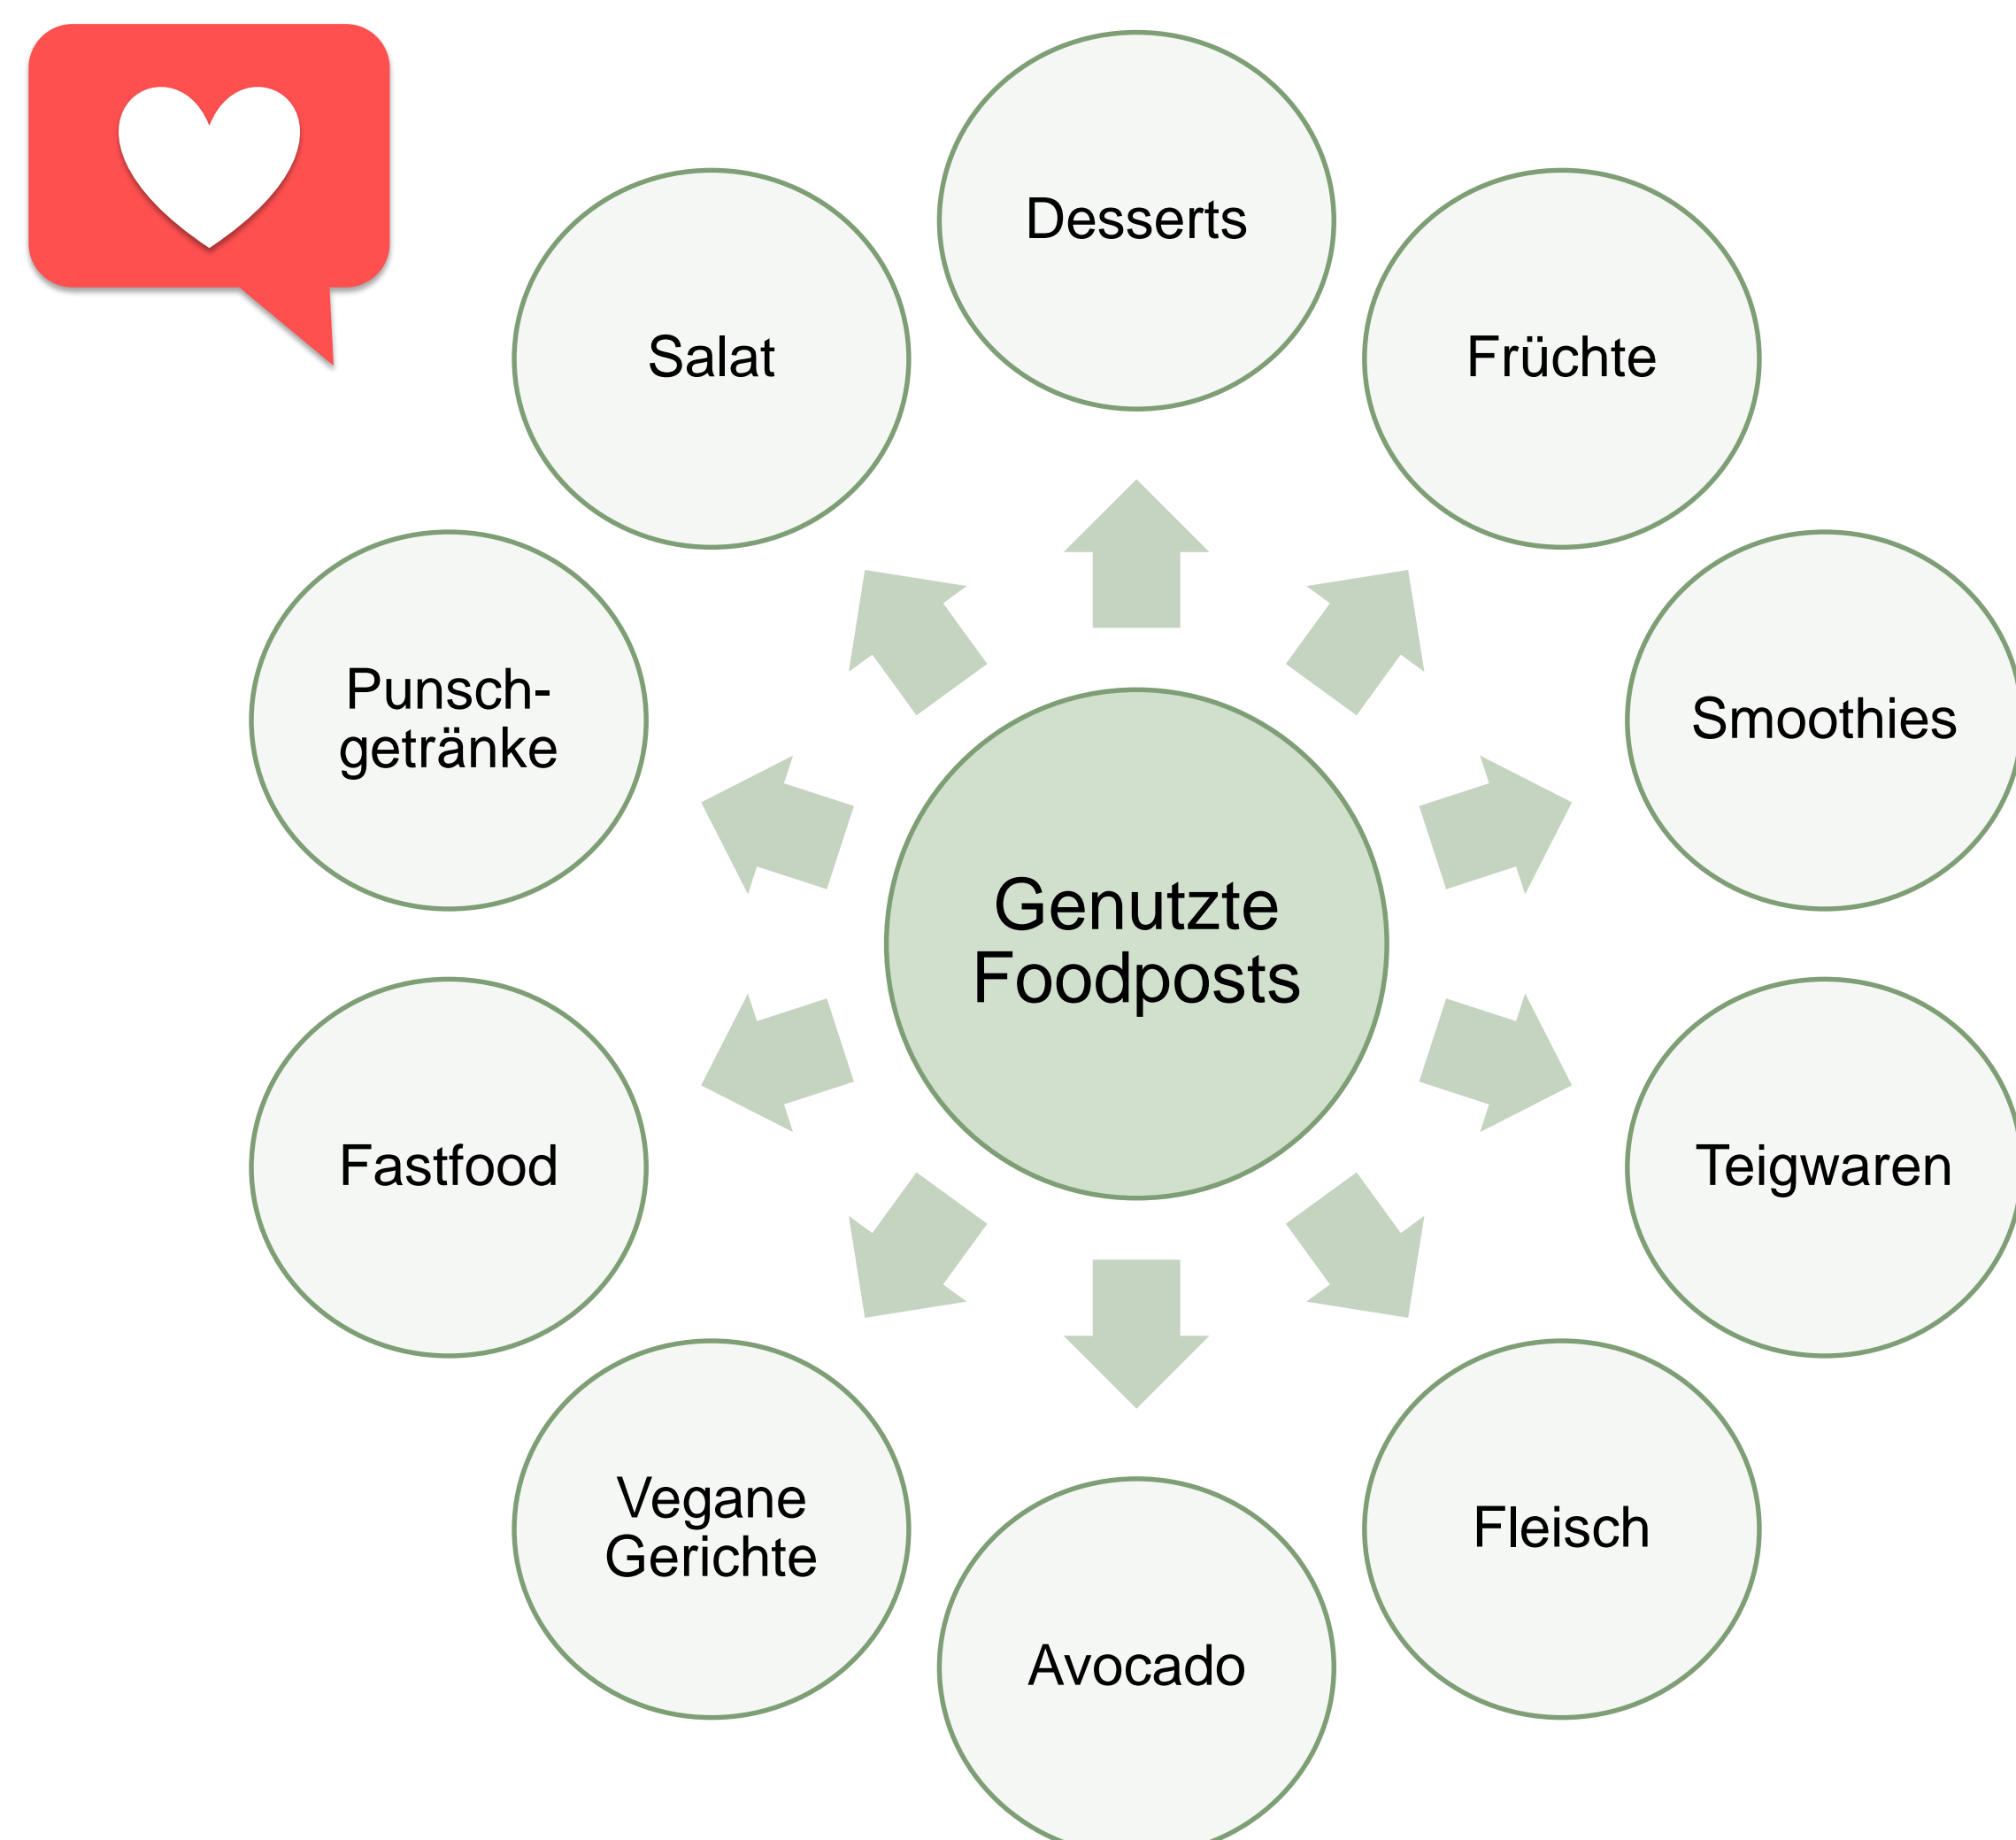 Desserts
Salat
Früchte
Punsch-
getränke
Smoothies
Genutzte
Foodposts
Fastfood
Teigwaren
Vegane
Gerichte
Fleisch
Avocado